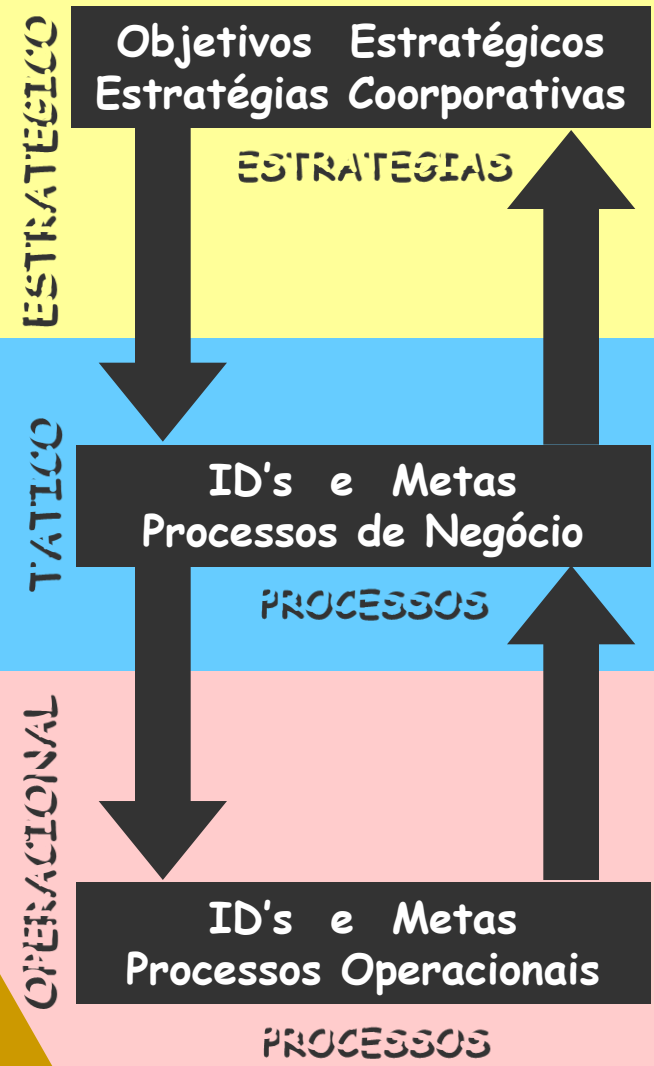 ESTRATEGICO
Objetivos Estratégicos
Estratégias Coorporativas
ESTRATEGIAS
TATICO
ID's e Metas
Processos de Negócio
PROCESSOS
OPERACIONAL
ID's e Metas
Processos Operacionais
PROCESSOS